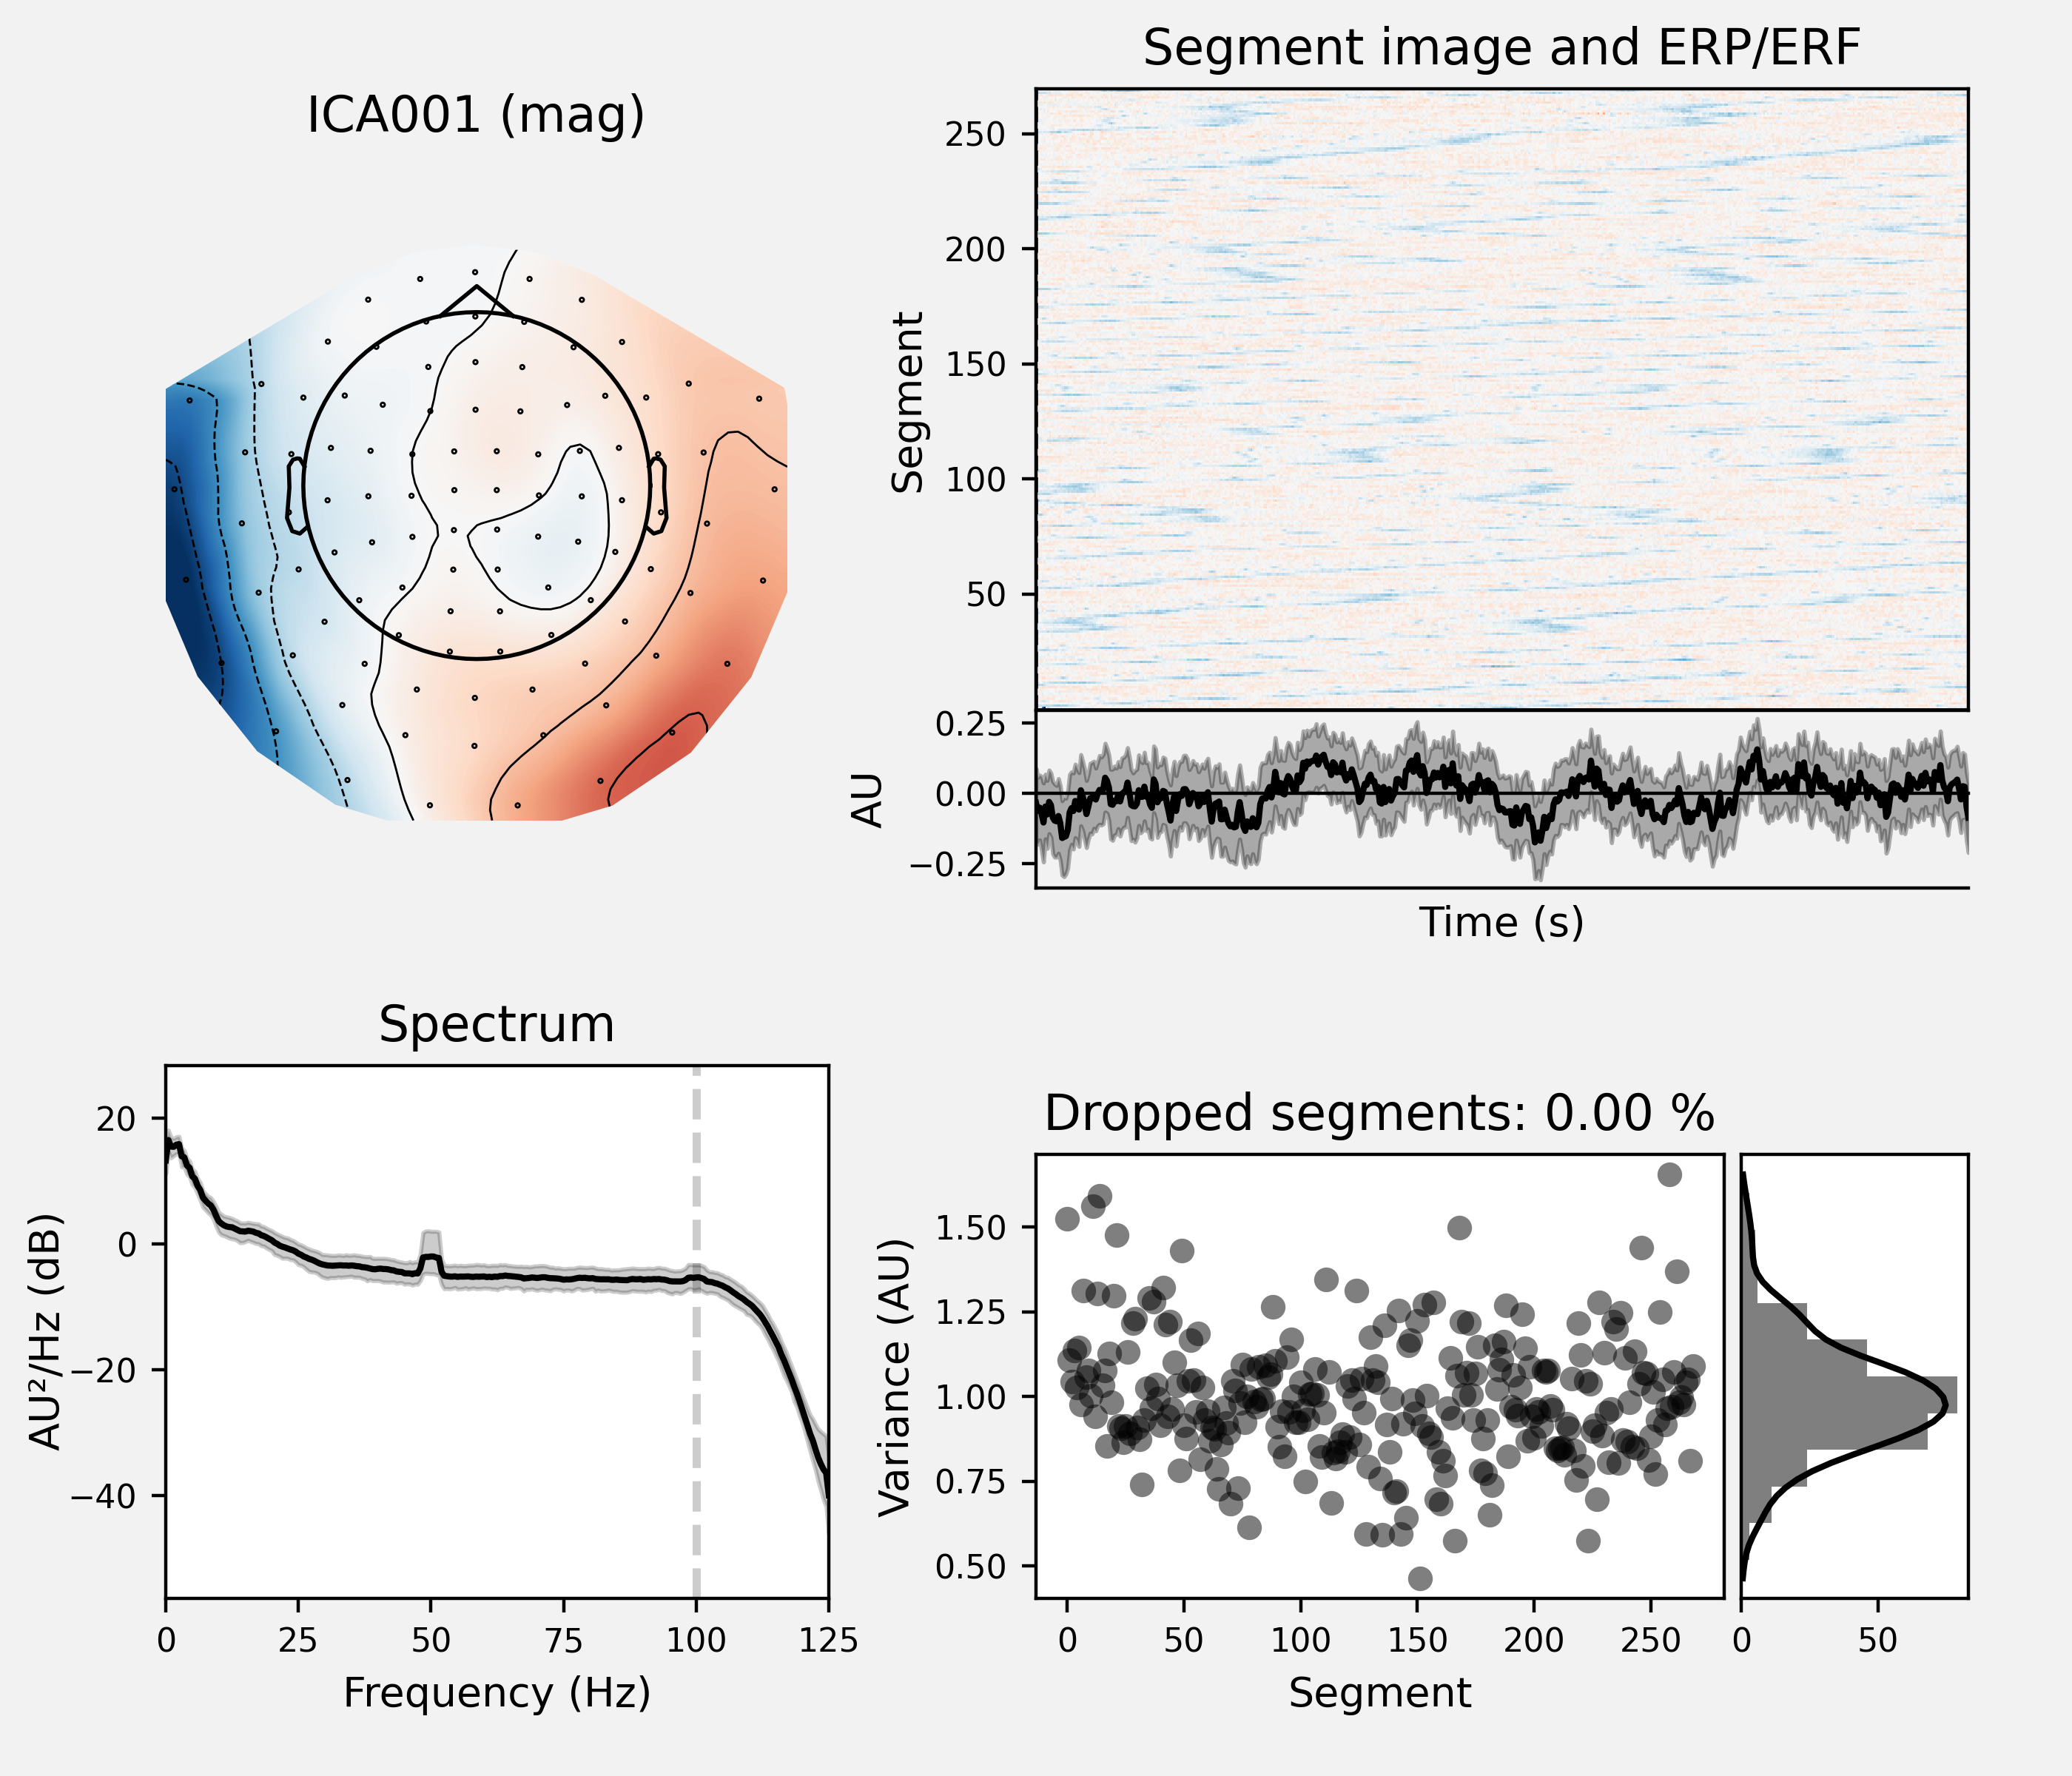 Segment image and ERP/ERF
ICA001 (mag)
250
200
150
100
50
Segment
0.25
0.00
−0.25
AU
Time (s)
Spectrum
20
0
−20
−40
AU²/Hz (dB)
0 25 50 75 100 125
Frequency (Hz)
Dropped segments: 0.00 %
1.50
1.25
1.00
0.75
0.50
Variance (AU)
0 50 100 150 200 250
Segment
0 50